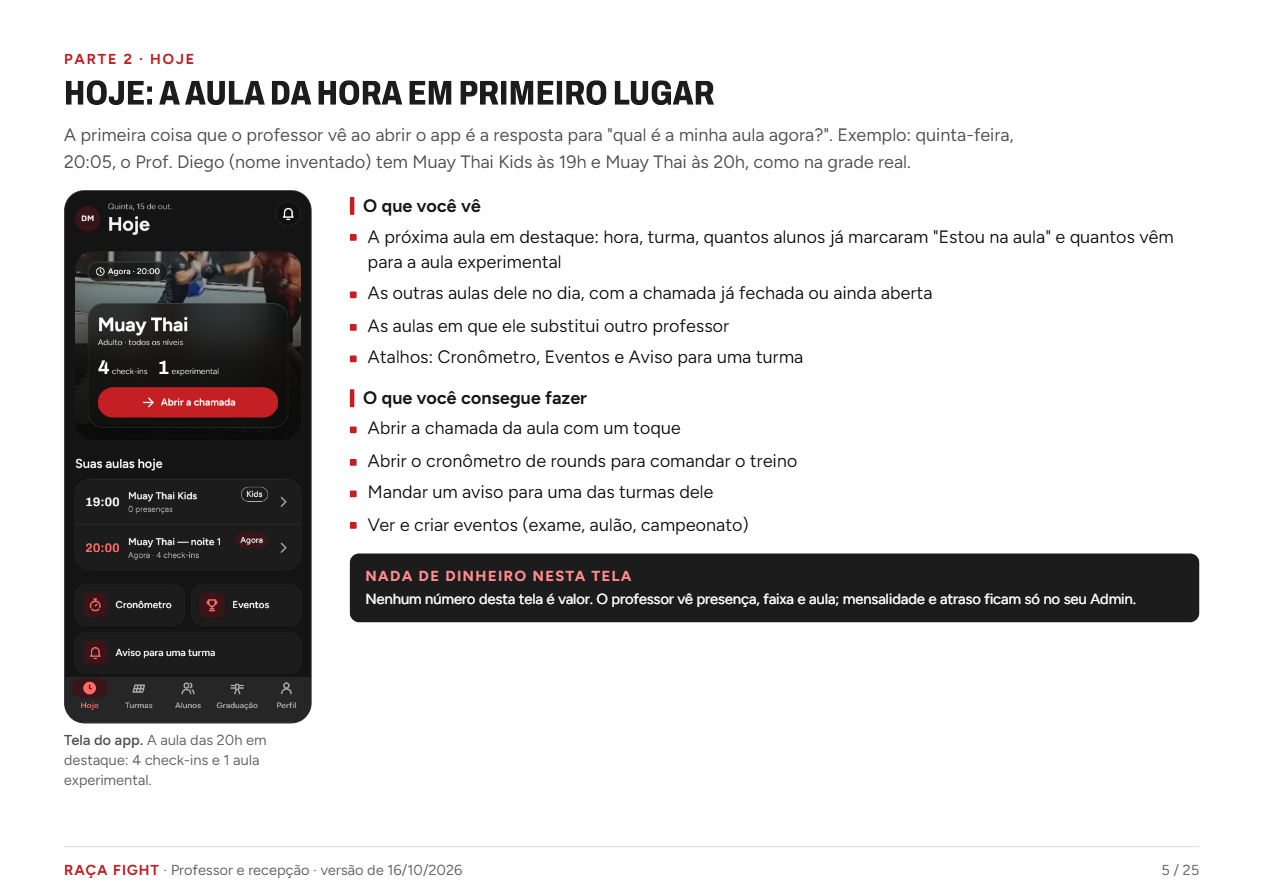 PARTE 2 · HOJE
HOJE: A AULA DA HORA EM PRIMEIRO LUGAR
A primeira coisa que o professor vê ao abrir o app é a resposta para "qual é a minha aula agora?". Exemplo: quinta-feira,
20:05, o Prof. Diego (nome inventado) tem Muay Thai Kids às 19h e Muay Thai às 20h, como na grade real.
DM
Quinta, 15 de out.
Hoje
Agora · 20:00
Muay Thai
Adulto · todos os níveis
4 check-ins 1 experimental
Abrir a chamada
Suas aulas hoje
19:00 Muay Thai Kids Kids
0 presenças
20:00 Muay Thai — noite 1 Agora
Agora · 4 check-ins
Cronômetro Eventos
Aviso para uma turma
Hoje Turmas Alunos Graduação Perfil
Tela do app. A aula das 20h em
destaque: 4 check-ins e 1 aula
experimental.
O que você vê
A próxima aula em destaque: hora, turma, quantos alunos já marcaram "Estou na aula" e quantos vêm
para a aula experimental
As outras aulas dele no dia, com a chamada já fechada ou ainda aberta
As aulas em que ele substitui outro professor
Atalhos: Cronômetro, Eventos e Aviso para uma turma
O que você consegue fazer
Abrir a chamada da aula com um toque
Abrir o cronômetro de rounds para comandar o treino
Mandar um aviso para uma das turmas dele
Ver e criar eventos (exame, aulão, campeonato)
NADA DE DINHEIRO NESTA TELA
Nenhum número desta tela é valor. O professor vê presença, faixa e aula; mensalidade e atraso ficam só no seu Admin.
RAÇA FIGHT · Professor e recepção · versão de 16/10/2026
5 / 25